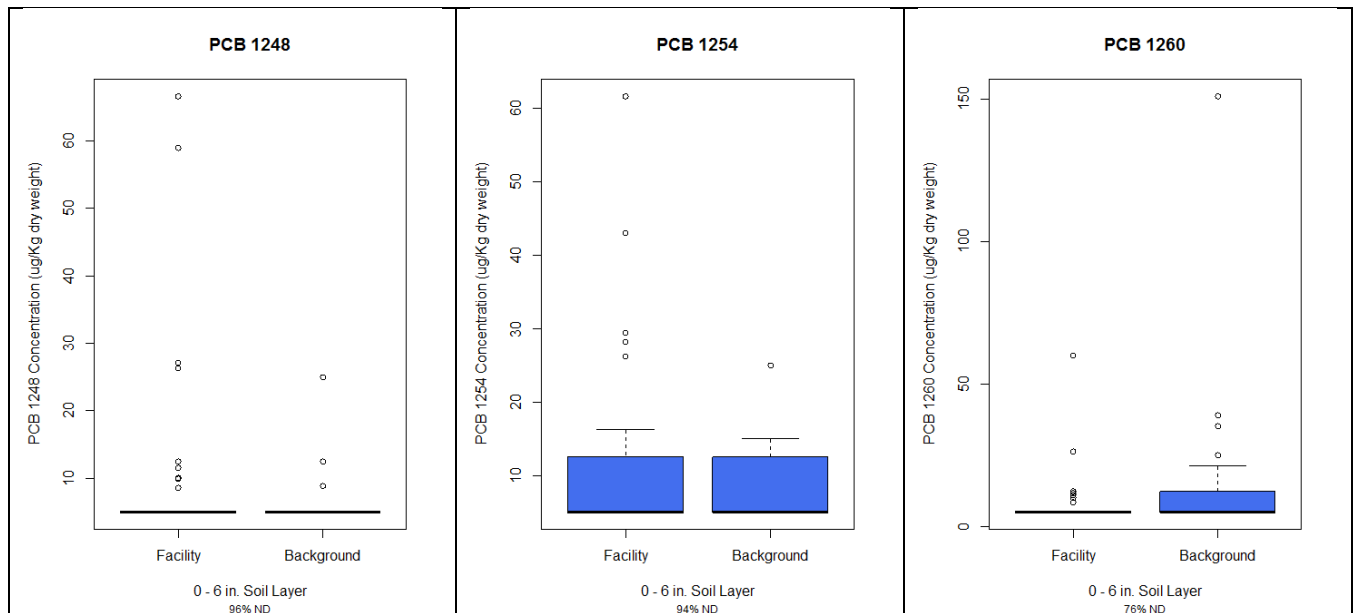 PCB 1248
PCB 1248 Concentration (ug/Kg dry weight)
60
50
40
30
20
10
Facility
Background
0 - 6 in. Soil Layer
96% ND
PCB 1254
PCB 1254 Concentration (ug/Kg dry weight)
60
50
40
30
20
10
Facility
Background
0 - 6 in. Soil Layer
94% ND
PCB 1260
PCB 1260 Concentration (ug/Kg dry weight)
150
100
50
0
Facility
Background
0 - 6 in. Soil Layer
76% ND